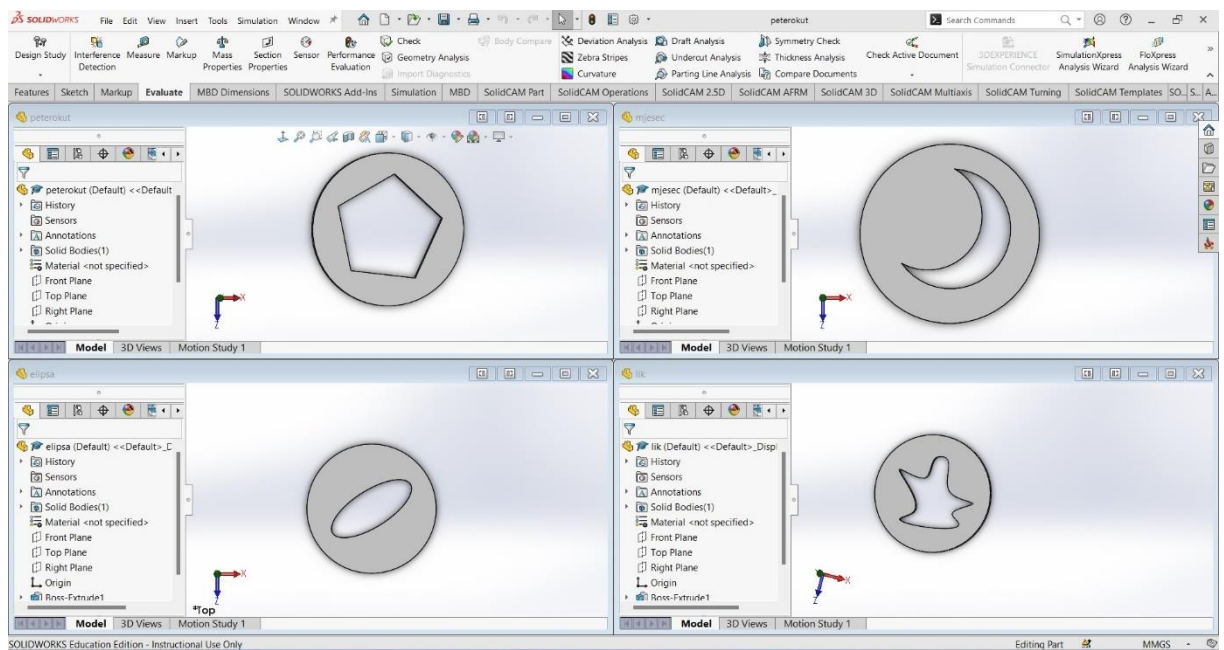 SOLIDWORKS File Edit View Insert Tools Simulation Window peterokut Search Commands
Design Study Interference Detection Measure Markup Mass Properties Section Properties Sensor Performance Evaluation Check Body Compare Deviation Analysis Draft Analysis Symmetry Check Check Active Document 3DEXPERIENCE Simulation Connector SimulationXpress Analysis Wizard FloXpress Analysis Wizard
Geometry Analysis Zebra Stripes Undercut Analysis Thickness Analysis
Import Diagnostics Curvature Parting Line Analysis Compare Documents
Features Sketch Markup Evaluate MBD Dimensions SOLIDWORKS Add-Ins Simulation MBD SolidCAM Part SolidCAM Operations SolidCAM 2.5D SolidCAM AFRM SolidCAM 3D SolidCAM Multiaxis SolidCAM Turning SolidCAM Templates SO... S... A...
peterokut
peterokut (Default) <<Default
History
Sensors
Annotations
Solid Bodies(1)
Material <not specified>
Front Plane
Top Plane
Right Plane
X
Z
Model 3D Views Motion Study 1
mjesec
mjesec (Default) <<Default>_
History
Sensors
Annotations
Solid Bodies(1)
Material <not specified>
Front Plane
Top Plane
Right Plane
X
Z
Model 3D Views Motion Study 1
elipsa
elipsa (Default) <<Default>_D
History
Sensors
Annotations
Solid Bodies(1)
Material <not specified>
Front Plane
Top Plane
Right Plane
Origin
Boss-Extrude1
X
Z
*Top
Model 3D Views Motion Study 1
lik
lik (Default) <<Default>_Displ
History
Sensors
Annotations
Solid Bodies(1)
Material <not specified>
Front Plane
Top Plane
Right Plane
Origin
Boss-Extrude1
X
Z
Model 3D Views Motion Study 1
SOLIDWORKS Education Edition - Instructional Use Only Editing Part MMGS